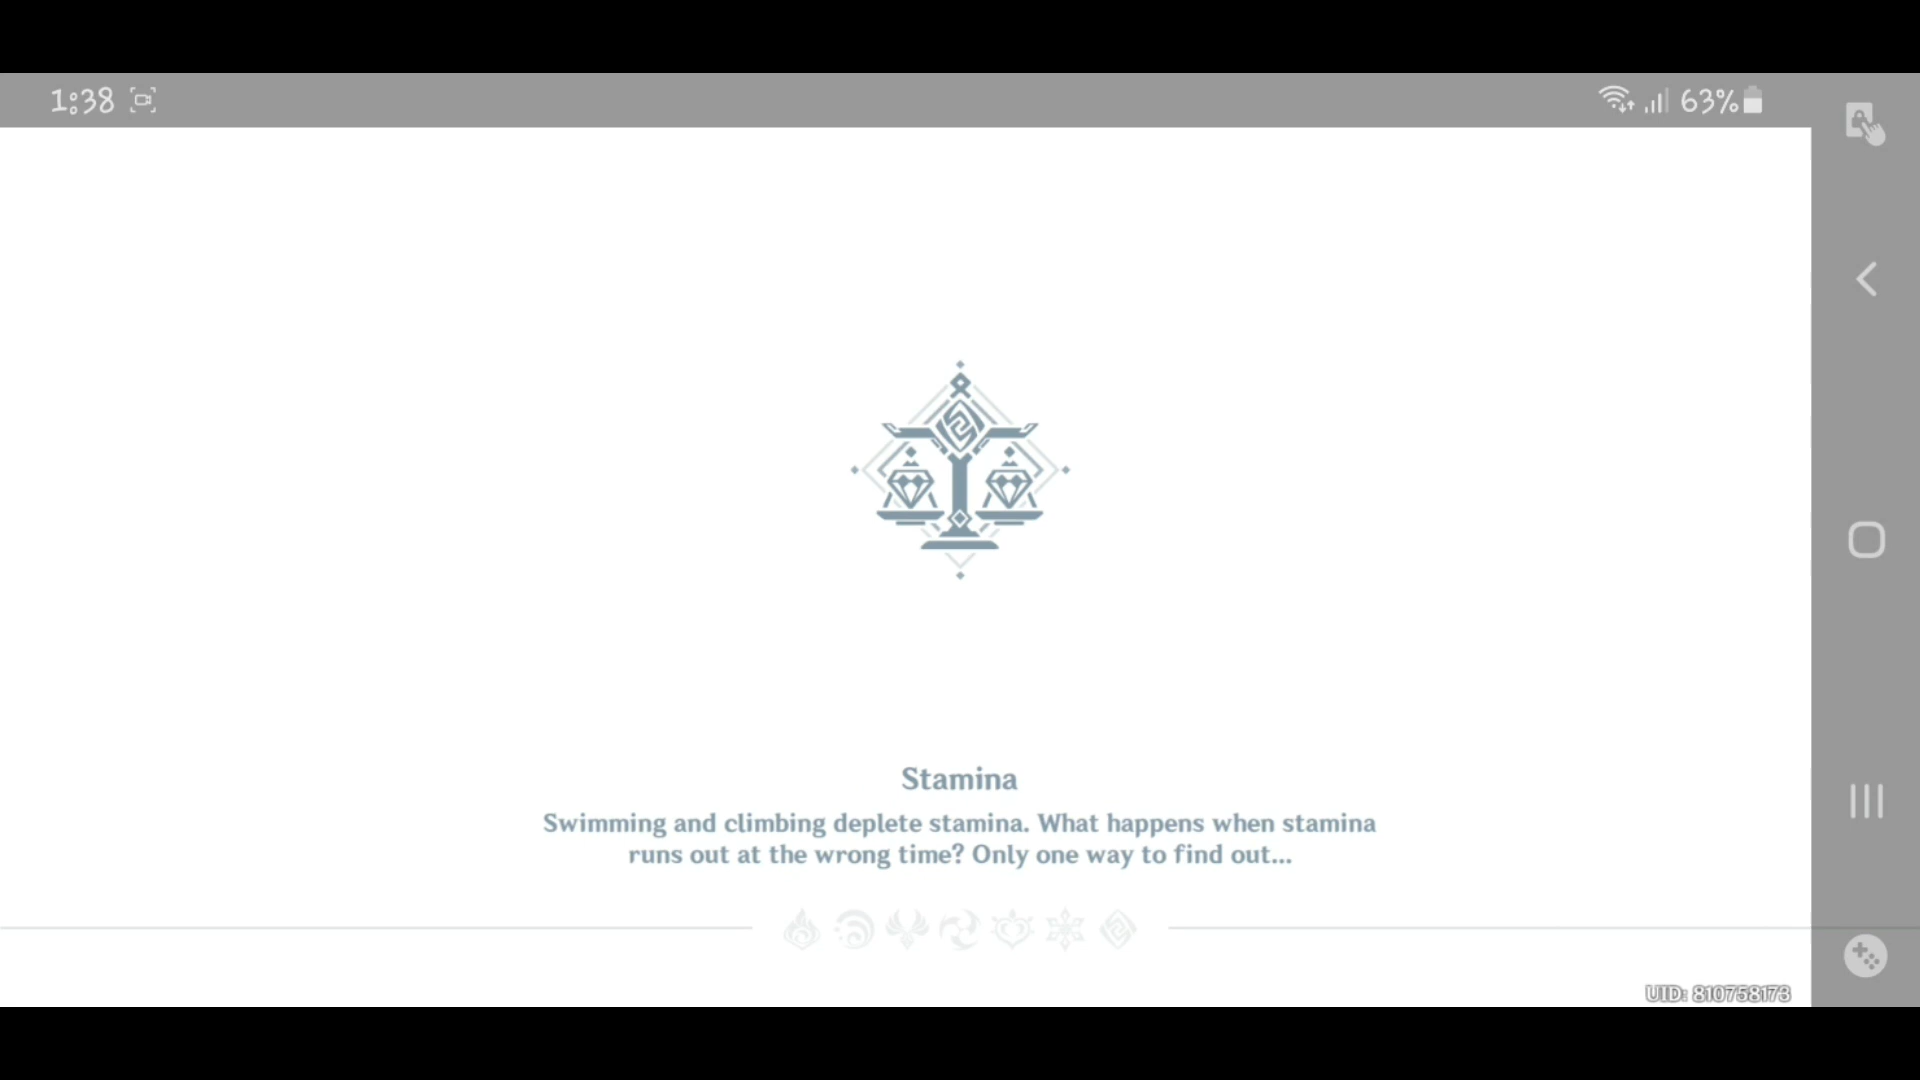 1:38
63%
Stamina
Swimming and climbing deplete stamina. What happens when stamina
runs out at the wrong time? Only one way to find out...
UID: 810758173